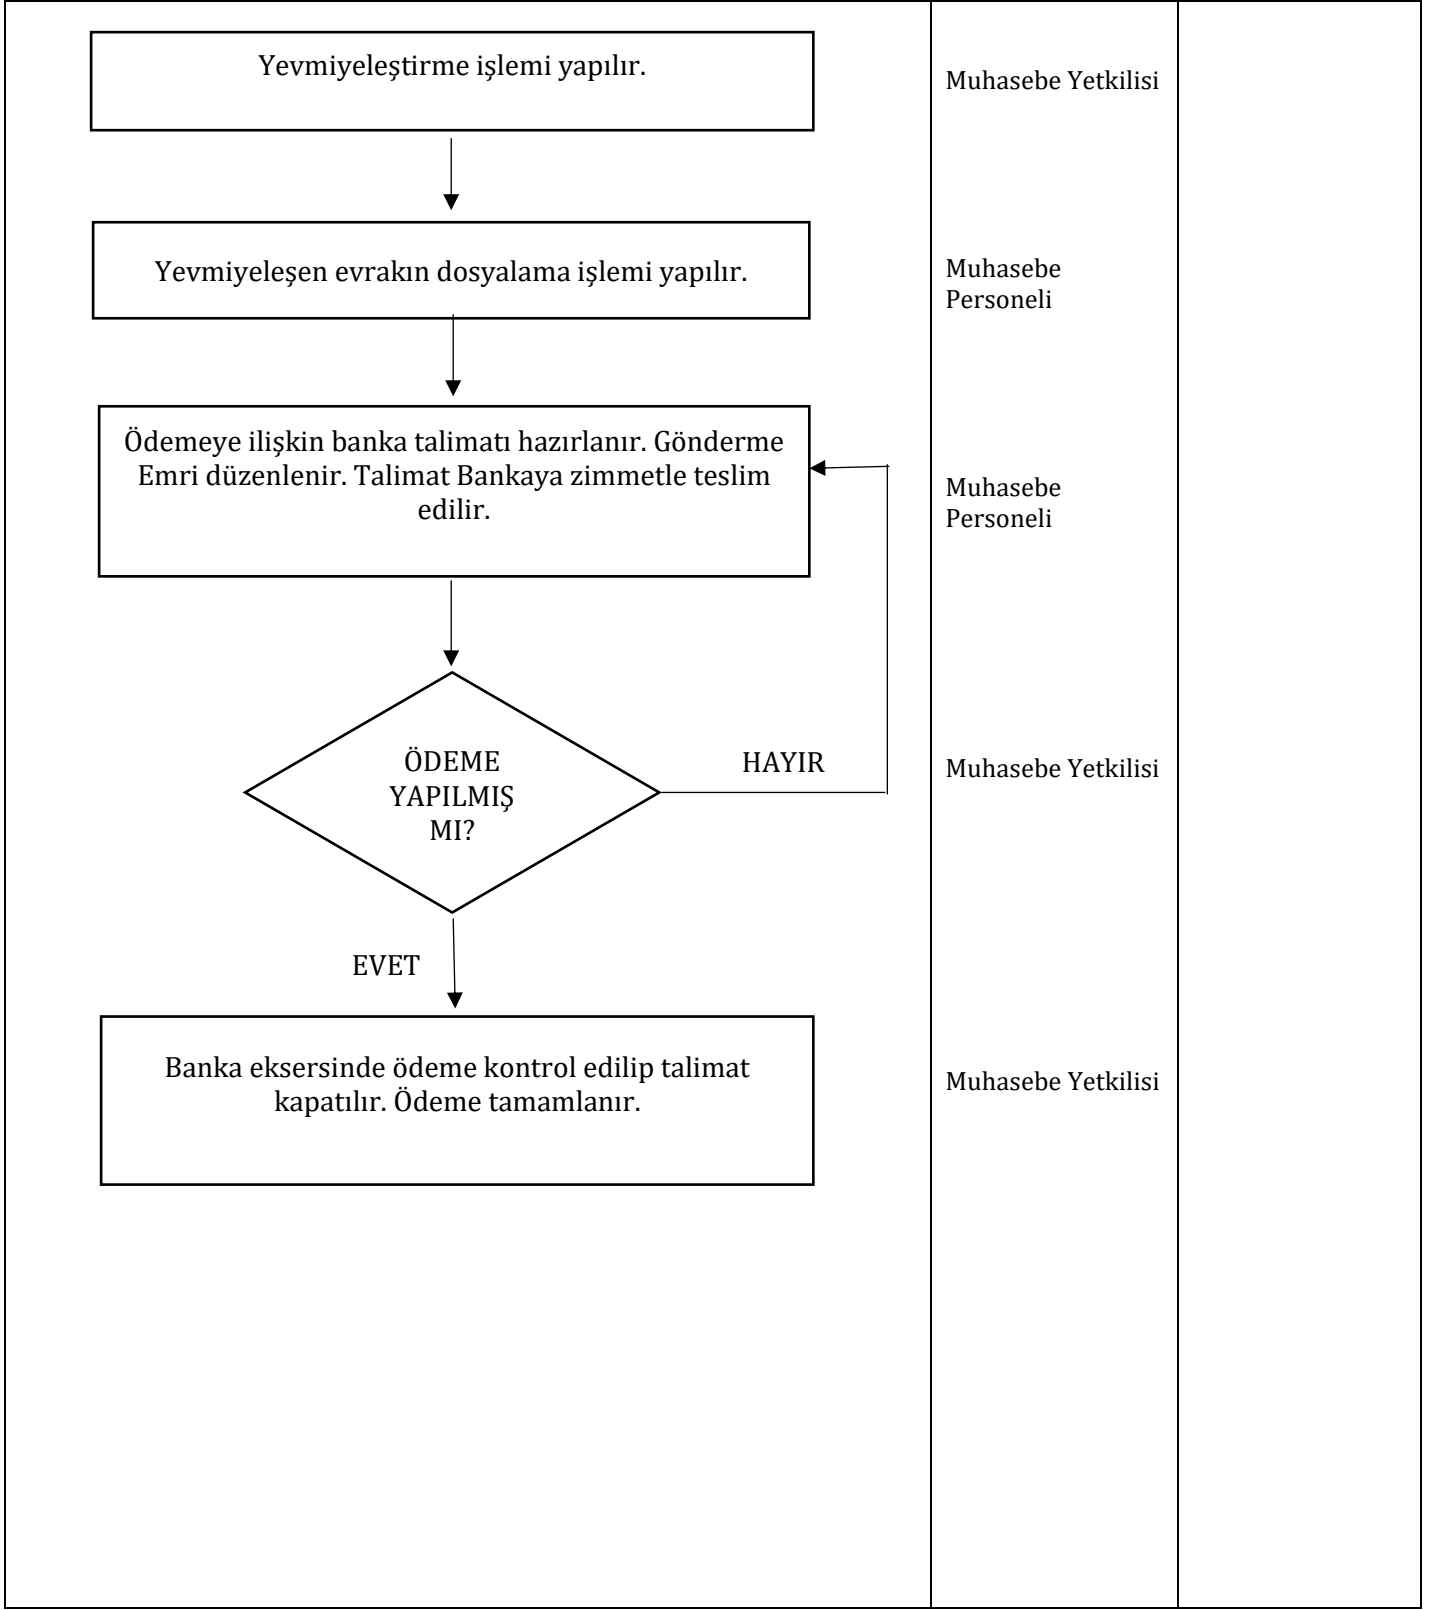 Yevmiyeleştirme işlemi yapılır.
Muhasebe Yetkilisi
Yevmiyeleşen evrakın dosyalama işlemi yapılır.
Muhasebe
Personeli
Ödemeye ilişkin banka talimatı hazırlanır. Gönderme
Emri düzenlenir. Talimat Bankaya zimmetle teslim
edilir.
Muhasebe
Personeli
ÖDEME
YAPILMIŞ
MI?
HAYIR
Muhasebe Yetkilisi
EVET
Banka eksersinde ödeme kontrol edilip talimat
kapatılır. Ödeme tamamlanır.
Muhasebe Yetkilisi